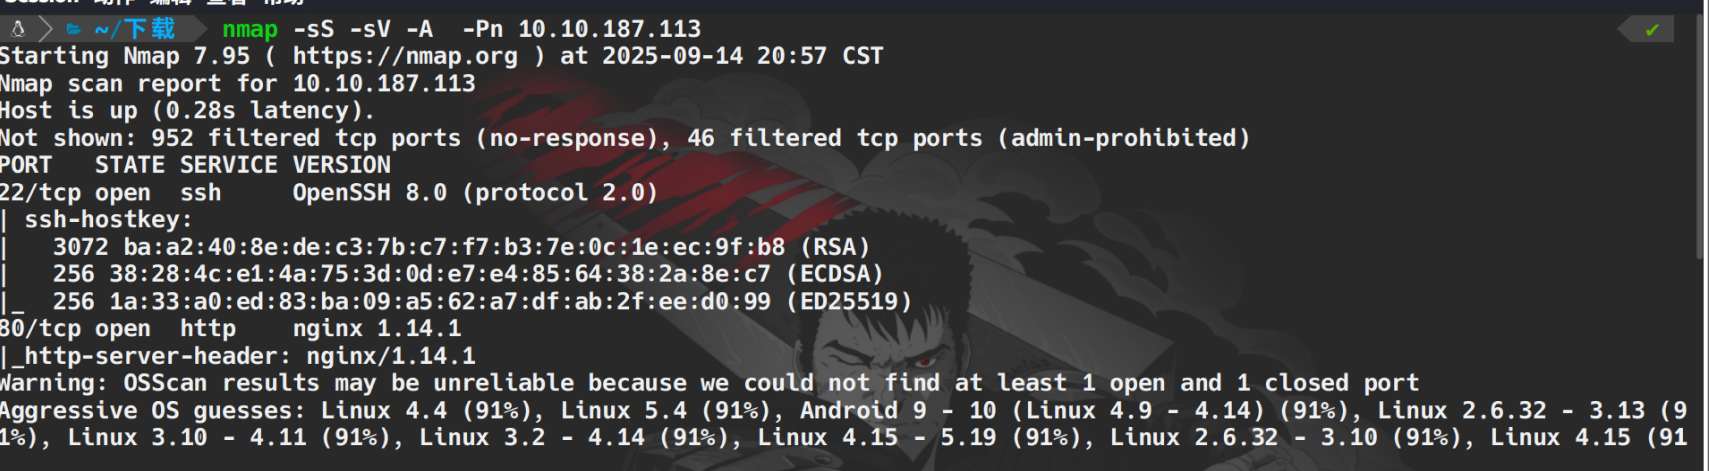 Session 动作 编辑 查看 帮助
~/下载 nmap -sS -sV -A  -Pn 10.10.187.113 ✔
Starting Nmap 7.95 ( https://nmap.org ) at 2025-09-14 20:57 CST
Nmap scan report for 10.10.187.113
Host is up (0.28s latency).
Not shown: 952 filtered tcp ports (no-response), 46 filtered tcp ports (admin-prohibited)
PORT   STATE SERVICE VERSION
22/tcp open  ssh     OpenSSH 8.0 (protocol 2.0)
| ssh-hostkey:
|   3072 ba:a2:40:8e:de:c3:7b:c7:f7:b3:7e:0c:1e:ec:9f:b8 (RSA)
|   256 38:28:4c:e1:4a:75:3d:0d:e7:e4:85:64:38:2a:8e:c7 (ECDSA)
|_  256 1a:33:a0:ed:83:ba:09:a5:62:a7:df:ab:2f:ee:d0:99 (ED25519)
80/tcp open  http    nginx 1.14.1
|_http-server-header: nginx/1.14.1
Warning: OSScan results may be unreliable because we could not find at least 1 open and 1 closed port
Aggressive OS guesses: Linux 4.4 (91%), Linux 5.4 (91%), Android 9 - 10 (Linux 4.9 - 4.14) (91%), Linux 2.6.32 - 3.13 (9
1%), Linux 3.10 - 4.11 (91%), Linux 3.2 - 4.14 (91%), Linux 4.15 - 5.19 (91%), Linux 2.6.32 - 3.10 (91%), Linux 4.15 (91